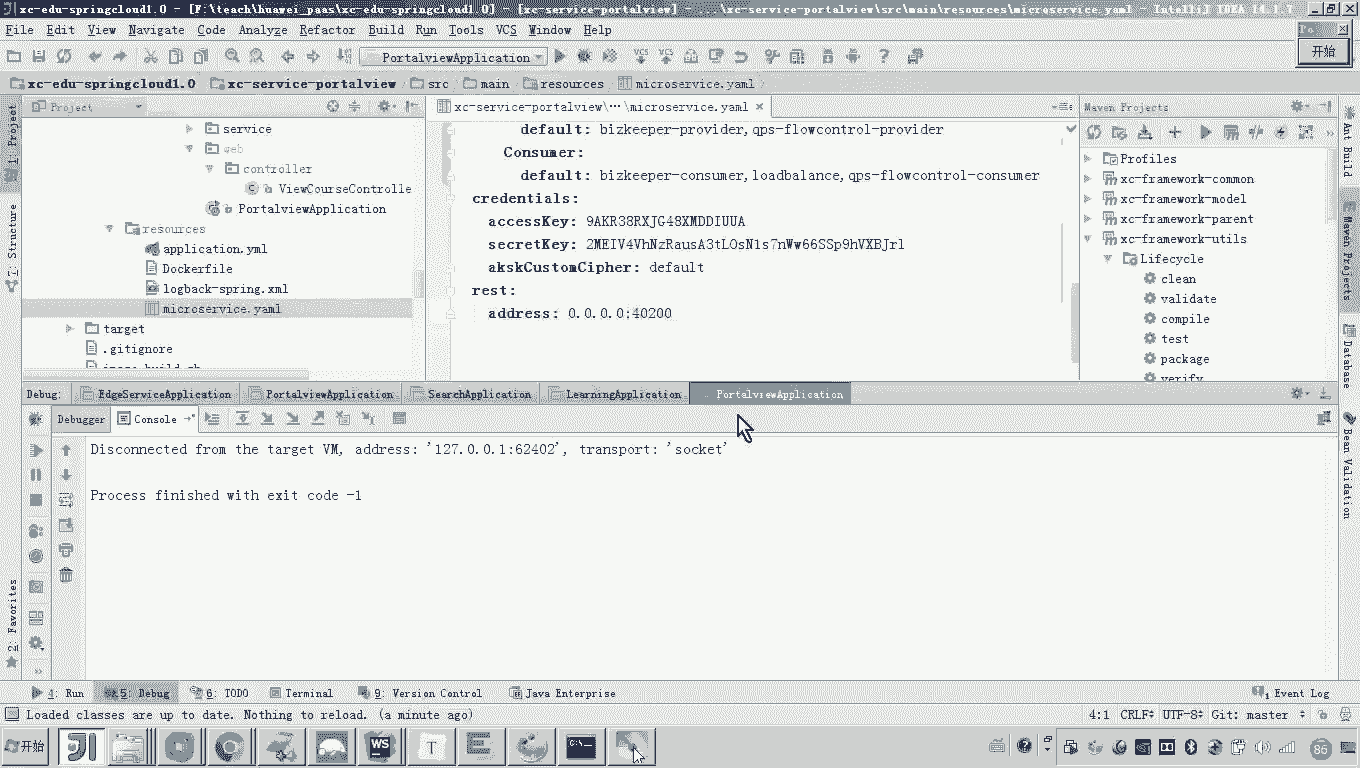 xc-edu-springcloud1.0 - [F:\teach\huawei_paas\xc-edu-springcloud1.0] - [xc-service-portalview] - ...\xc-service-portalview\src\main\resources\microservice.yaml - IntelliJ IDEA 14.1.7
File Edit View Navigate Code Analyze Refactor Build Run Tools VCS Window Help
开始
PortalviewApplication
xc-edu-springcloud1.0 xc-service-portalview src main resources microservice.yaml
Project
xc-service-portalview\···\microservice.yaml
Maven Projects
service
web
controller
ViewCourseControlle
PortalviewApplication
resources
application.yml
Dockerfile
logback-spring.xml
microservice.yaml
target
.gitignore
default: bizkeeper-provider,qps-flowcontrol-provider
Consumer:
default: bizkeeper-consumer,loadbalance,qps-flowcontrol-consumer
credentials:
accessKey: 9AKR38RXJG48XMDDIUUA
secretKey: 2MEIV4VhNzRausA3tLOsN1s7nWw66SSp9hVXBJrl
akskCustomCipher: default
rest:
address: 0.0.0.0:40200
Profiles
xc-framework-common
xc-framework-model
xc-framework-parent
xc-framework-utils
Lifecycle
clean
validate
compile
test
package
verify
1: Project
7: Structure
2: Favorites
Ant Build
Maven Projects
Database
Bean Validation
Debug: EdgeServiceApplication PortalviewApplication SearchApplication LearningApplication PortalviewApplication
Debugger Console
Disconnected from the target VM, address: '127.0.0.1:62402', transport: 'socket'
Process finished with exit code -1
4: Run 5: Debug 6: TODO Terminal 9: Version Control Java Enterprise 1 Event Log
Loaded classes are up to date. Nothing to reload. (a minute ago) 4:1 CRLF UTF-8 Git: master
开始 WS T 86